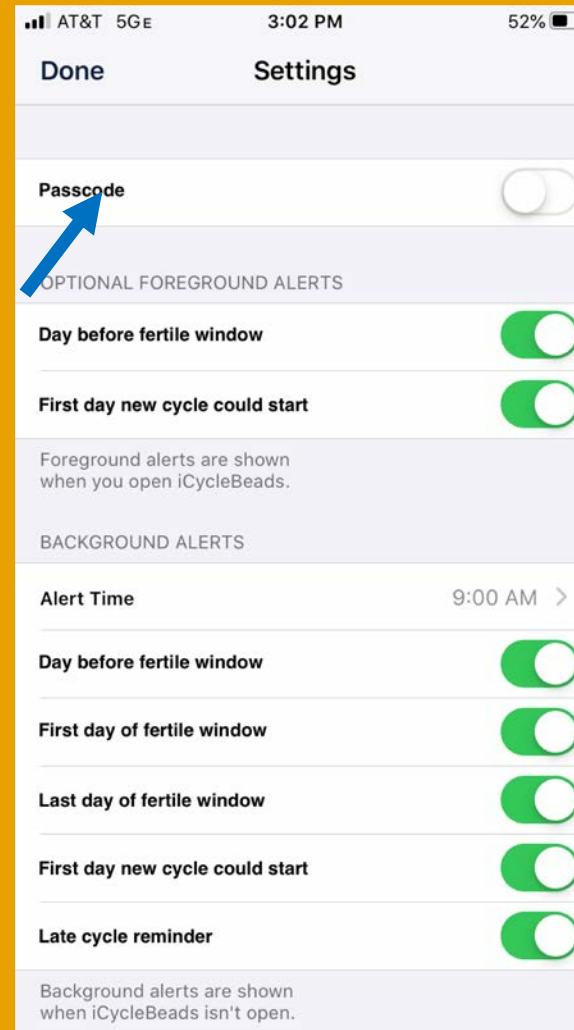 AT&T 5GE 3:02 PM 52%
Done Settings
Passcode
OPTIONAL FOREGROUND ALERTS
Day before fertile window
First day new cycle could start
Foreground alerts are shown
when you open iCycleBeads.
BACKGROUND ALERTS
Alert Time 9:00 AM >
Day before fertile window
First day of fertile window
Last day of fertile window
First day new cycle could start
Late cycle reminder
Background alerts are shown
when iCycleBeads isn't open.